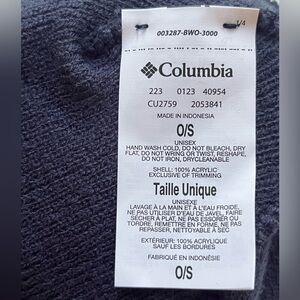 1/4
003287-BWO-3000
Columbia
223 0123 40954
CU2759 2053841
MADE IN INDONESIA
O/S
UNISEX
HAND WASH COLD, DO NOT BLEACH, DRY
FLAT, DO NOT WRING OR TWIST, RESHAPE,
DO NOT IRON, DRYCLEANABLE
SHELL: 100% ACRYLIC
EXCLUSIVE OF TRIMMING
Taille Unique
UNISEXE
LAVAGE À LA MAIN ET À L'EAU FROIDE,
NE PAS UTILISER D'EAU DE JAVEL, FAIRE
SÉCHER À PLAT, NE PAS ESSORER OU
TORDRE, REMETTRE EN FORME, NE PAS
REPASSER, NETTOYAGE À SEC
EXTÉRIEUR: 100% ACRYLIQUE
SAUF LES BORDURES
FABRIQUÉ EN INDONÉSIE
O/S